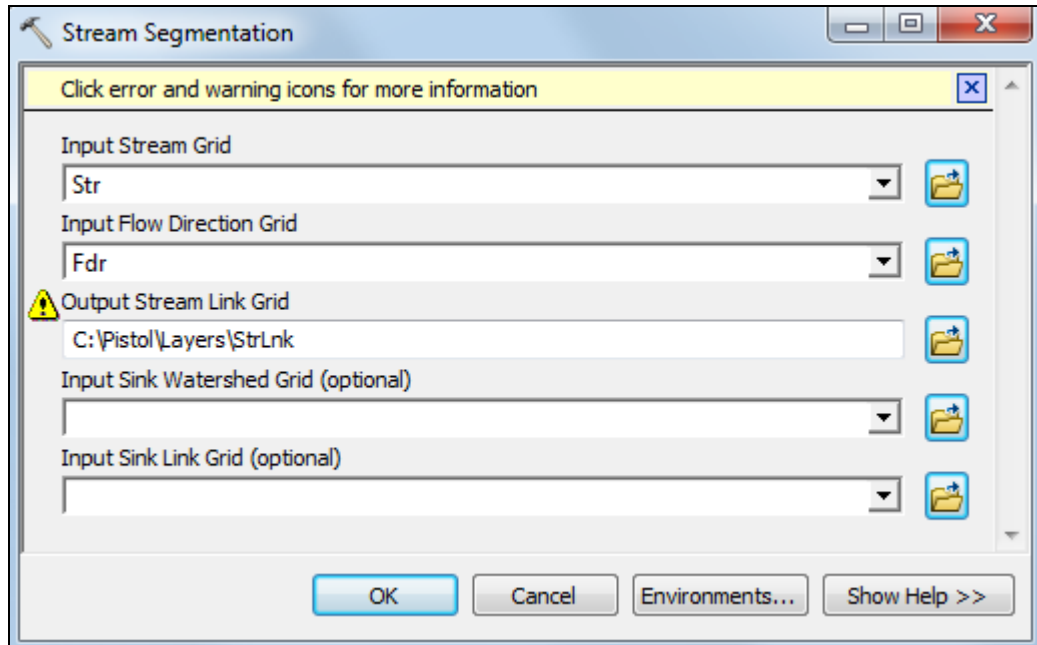 Stream Segmentation
Click error and warning icons for more information
Input Stream Grid
Str
Input Flow Direction Grid
Fdr
Output Stream Link Grid
C:\Pistol\Layers\StrLnk
Input Sink Watershed Grid (optional)
Input Sink Link Grid (optional)
OK Cancel Environments... Show Help >>